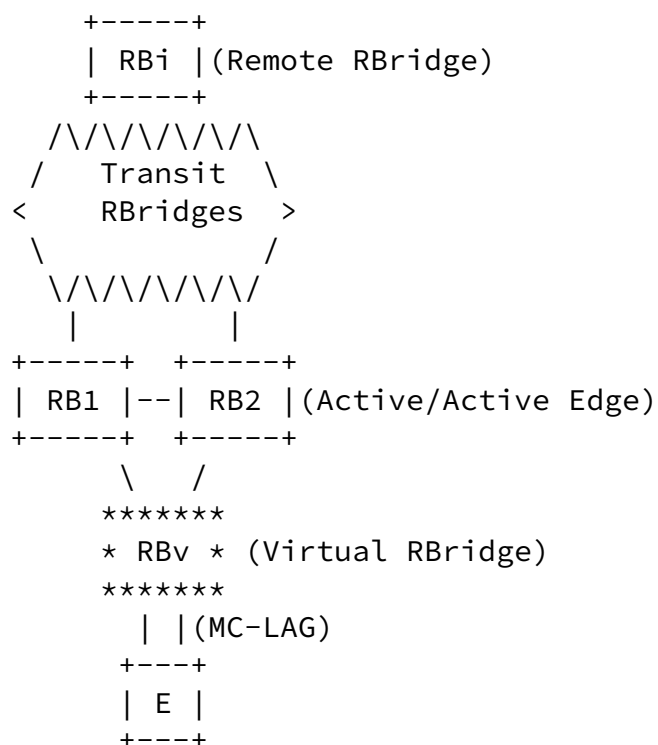 +-----+
| RBi |(Remote RBridge)
+-----+
/\/\/\/\/\/\/\
/ Transit \
< RBridges >
\ /
\/\/\/\/\/\/\/
| |
+-----+ +-----+
| RB1 |--| RB2 |(Active/Active Edge)
+-----+ +-----+
\ /
*******
* RBv * (Virtual RBridge)
*******
| |(MC-LAG)
+---+
| E |
+---+